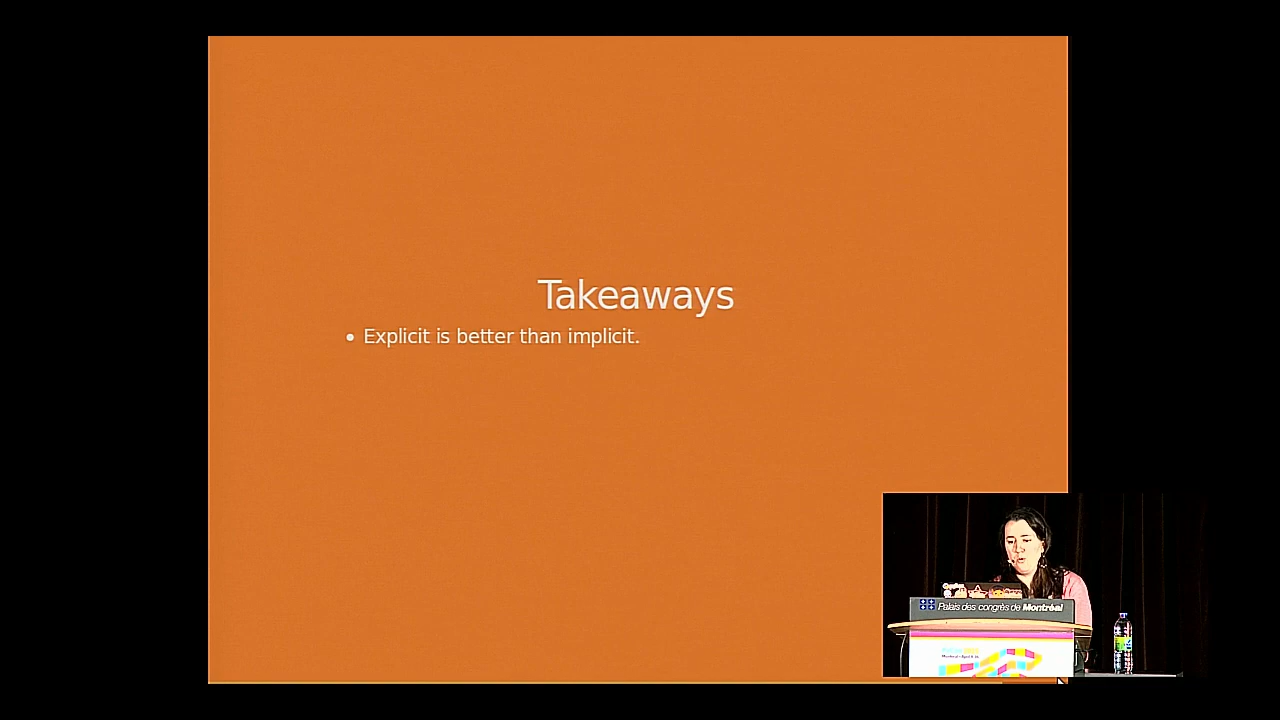 Takeaways
• Explicit is better than implicit.
Palais des congrès de Montréal